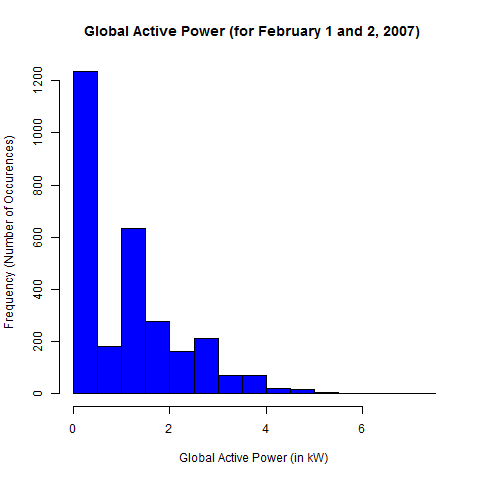 Global Active Power (for February 1 and 2, 2007)
Frequency (Number of Occurences)
1200
1000
800
600
400
200
0
0 2 4 6
Global Active Power (in kW)